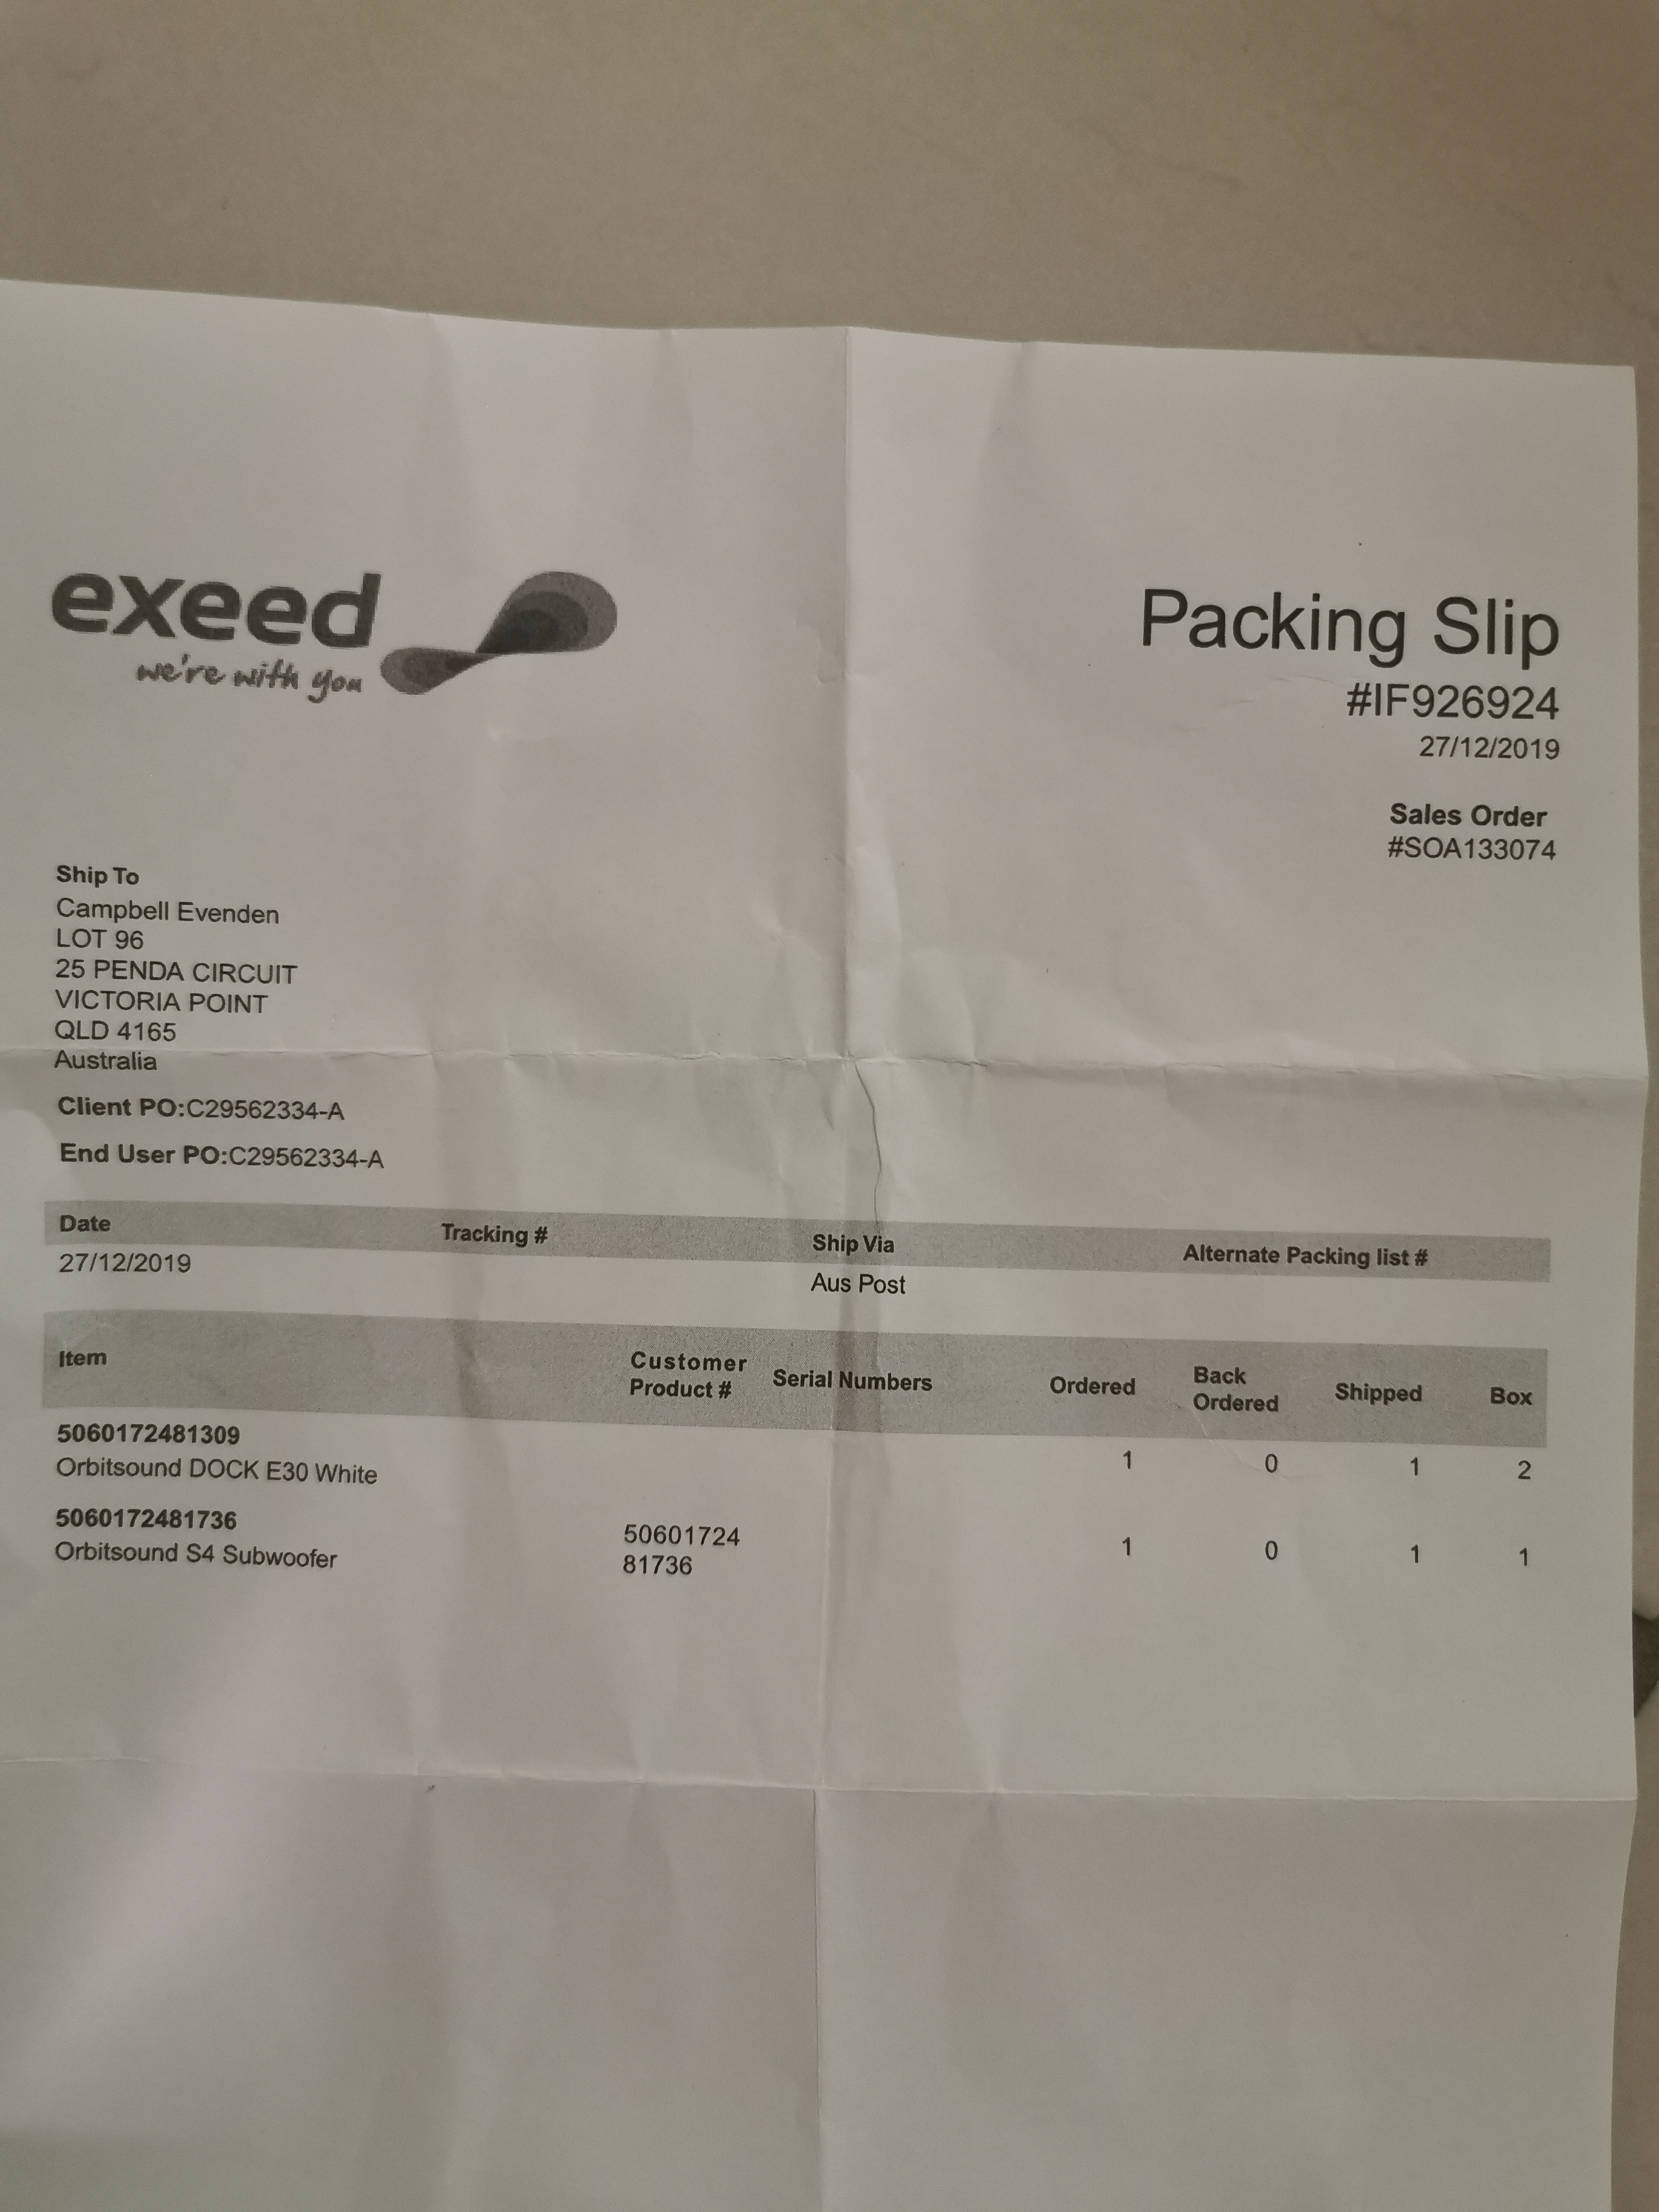 exeed
we're with you
Packing Slip
#IF926924
27/12/2019
Sales Order
#SOA133074
Ship To
Campbell Evenden
LOT 96
25 PENDA CIRCUIT
VICTORIA POINT
QLD 4165
Australia
Client PO:C29562334-A
End User PO:C29562334-A
Date Tracking # Ship Via Alternate Packing list #
27/12/2019 Aus Post
Item Customer Product # Serial Numbers Ordered Back Ordered Shipped Box
5060172481309
Orbitsound DOCK E30 White 1 0 1 2
5060172481736
Orbitsound S4 Subwoofer 50601724 81736 1 0 1 1